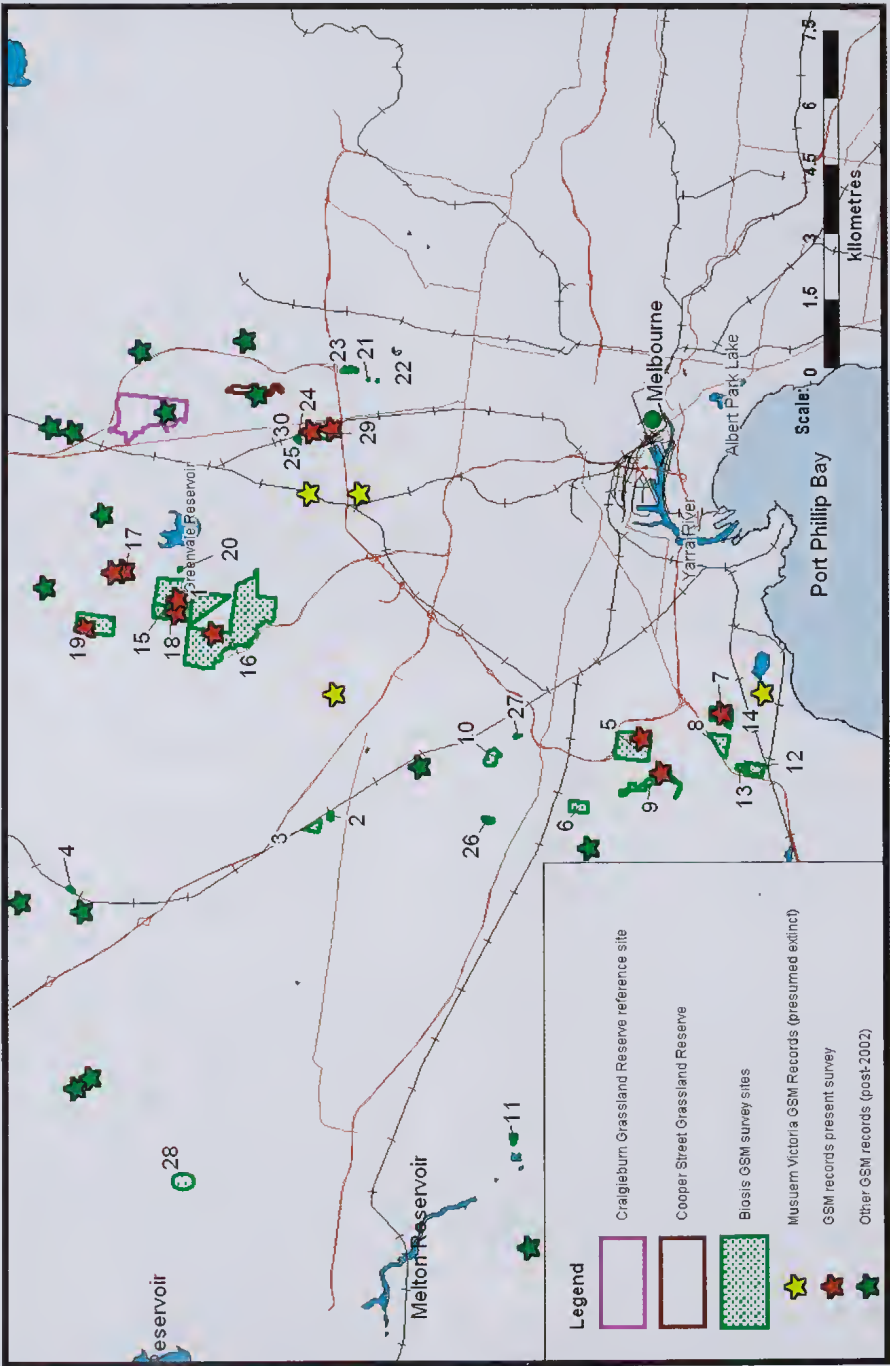 eservoir
28
4
19
17
15
18
1
20
Greenvale Reservoir
16
3
2
25
30
24
29
23
21
22
Melton Reservoir
11
26
10
27
6
5
9
8
7
13
14
12
Melbourne
Yarra River
Albert Park Lake
Port Phillip Bay
Scale:
0
1.5
3
4.5
6
7.5
kilometres
Legend
Craigieburn Grassland Reserve reference site
Cooper Street Grassland Reserve
Biosis GSM survey sites
Musuem Victoria GSM Records (presumed extinct)
GSM records present survey
Other GSM records (post-2002)